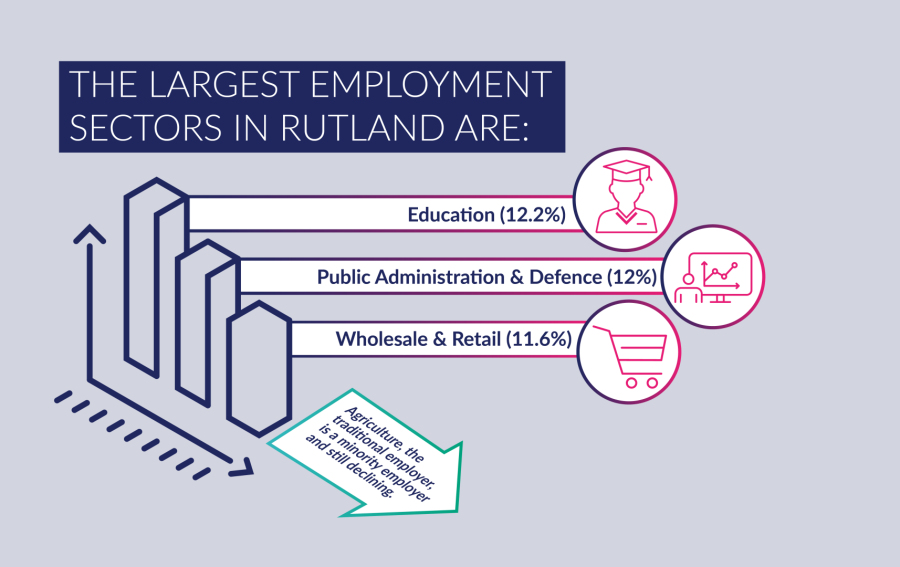 THE LARGEST EMPLOYMENT
SECTORS IN RUTLAND ARE:
Education (12.2%)
Public Administration & Defence (12%)
Wholesale & Retail (11.6%)
Agriculture, the
traditional employer,
is a minority employer
and still declining.